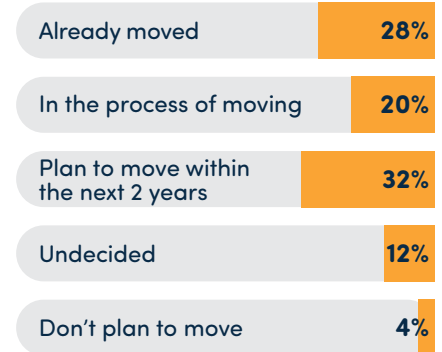 Already moved 28%
In the process of moving 20%
Plan to move within
the next 2 years 32%
Undecided 12%
Don’t plan to move 4%